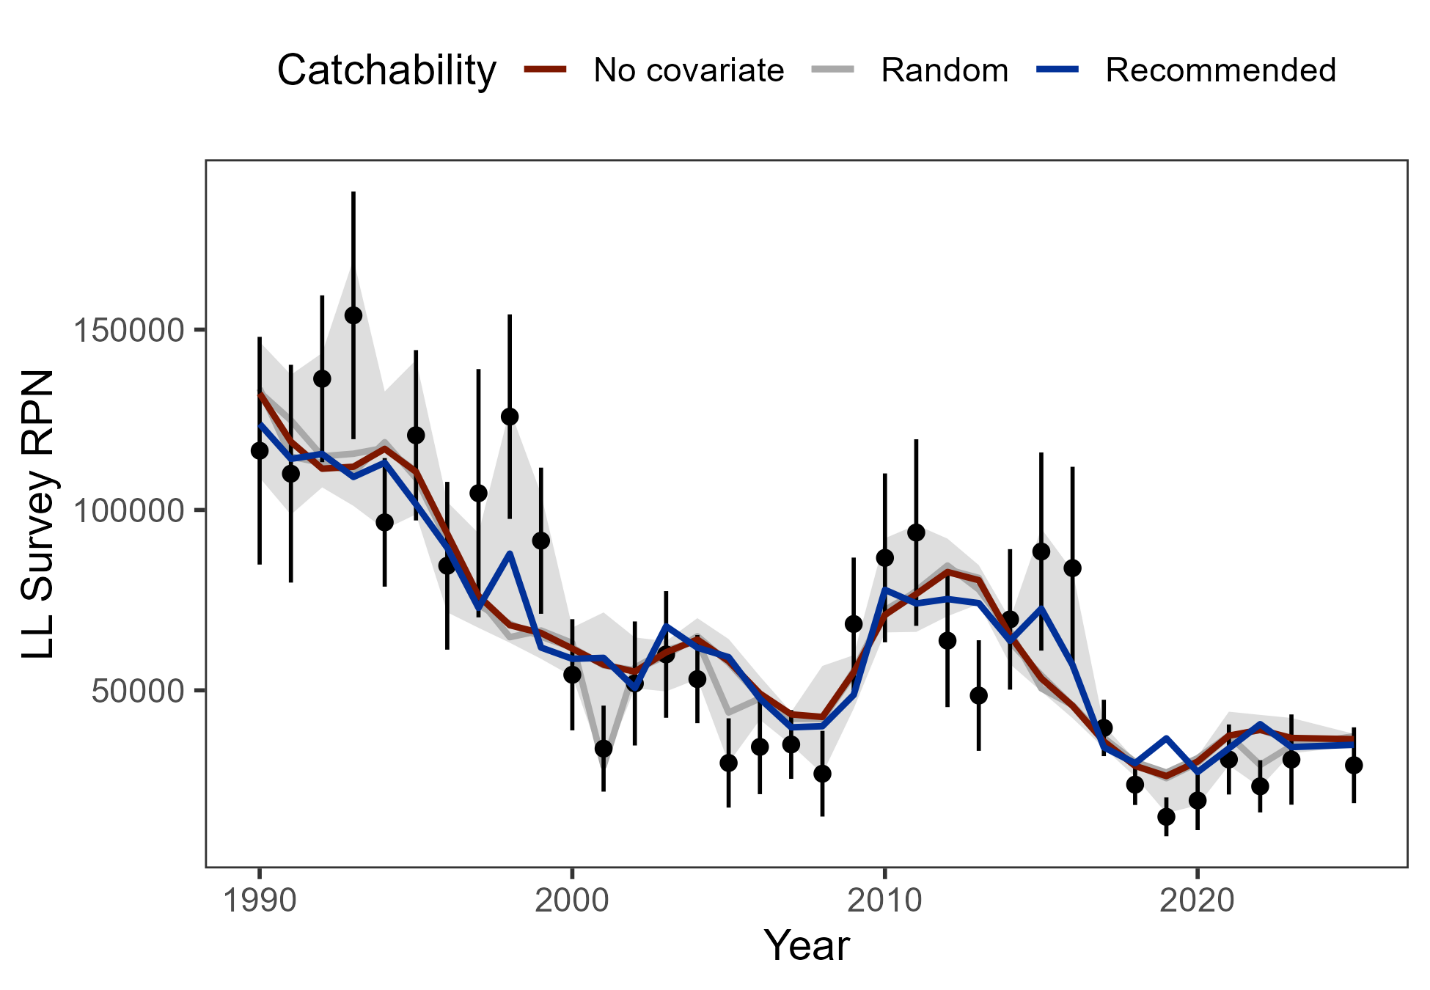 Catchability No covariate Random Recommended
LL Survey RPN
150000
100000
50000
1990 2000 2010 2020
Year